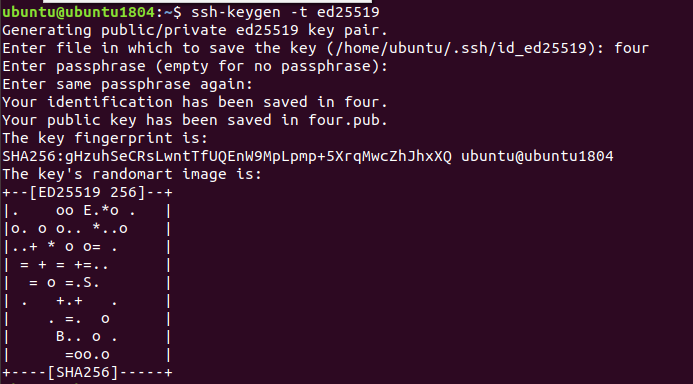 ubuntu@ubuntu1804:~$ ssh-keygen -t ed25519
Generating public/private ed25519 key pair.
Enter file in which to save the key (/home/ubuntu/.ssh/id_ed25519): four
Enter passphrase (empty for no passphrase):
Enter same passphrase again:
Your identification has been saved in four.
Your public key has been saved in four.pub.
The key fingerprint is:
SHA256:gHzuhSeCRsLwntTfUQEnW9MpLpmp+5XrqMwcZhJhxXQ ubuntu@ubuntu1804
The key's randomart image is:
+--[ED25519 256]--+
|.    oo E.*o .   |
|o. o o.. *..o    |
|..+ * o o= .     |
| = + = +=..      |
|  = o =.S.       |
| .   +.+   .     |
|    . =.  o      |
|     B.. o .     |
|      =oo.o      |
+----[SHA256]-----+